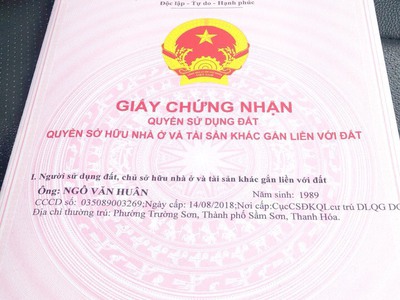 Độc lập - Tự do - Hạnh phúc
GIẤY CHỨNG NHẬN
QUYỀN SỬ DỤNG ĐẤT
QUYỀN SỞ HỮU NHÀ Ở VÀ TÀI SẢN KHÁC GẮN LIỀN VỚI ĐẤT
I. Người sử dụng đất, chủ sở hữu nhà ở và tài sản khác gắn liền với đất
Ông: NGÔ VĂN HUÂN Năm sinh: 1989
CCCD số: 035089003269;Ngày cấp: 14/08/2018;Nơi cấp:CụcCSĐKQLcư trú DLQG DC
Địa chỉ thường trú: Phường Trường Sơn, Thành phố Sầm Sơn, Thanh Hóa.